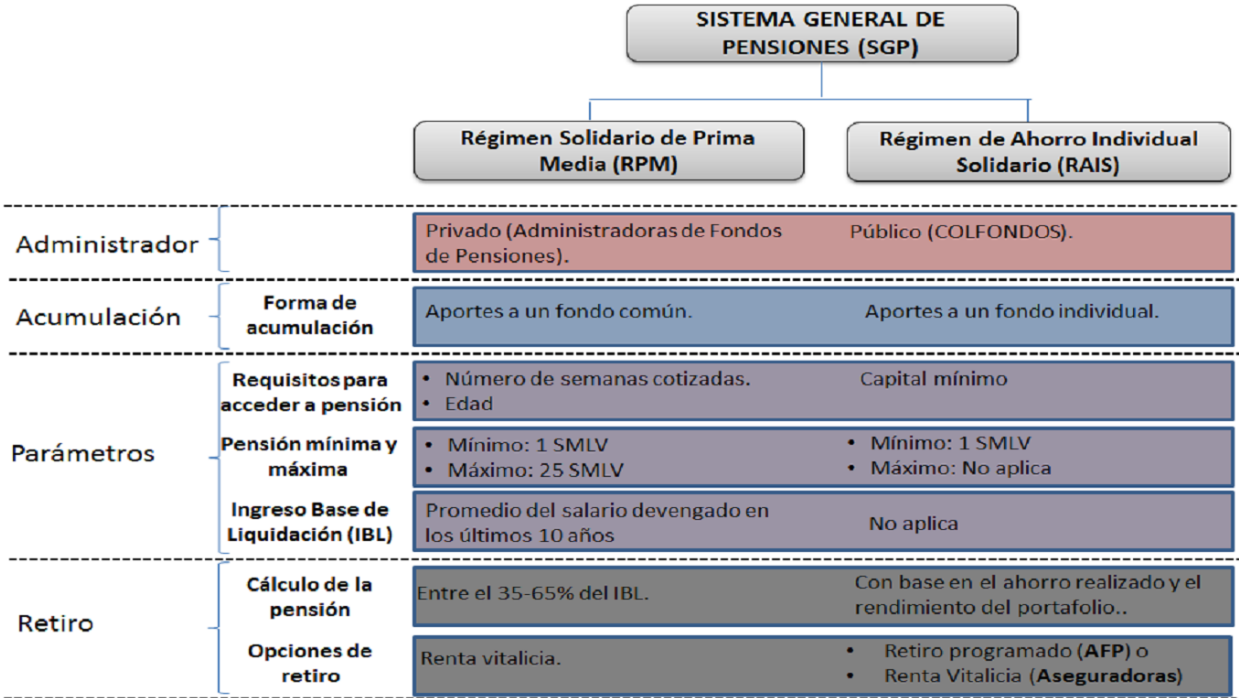 SISTEMA GENERAL DE
PENSIONES (SGP)
Régimen Solidario de Prima
Media (RPM)
Régimen de Ahorro Individual
Solidario (RAIS)
Administrador
Privado (Administradoras de Fondos
de Pensiones).
Público (COLFONDOS).
Acumulación
Forma de
acumulación
Aportes a un fondo común.
Aportes a un fondo individual.
Parámetros
Requisitos para
acceder a pensión
• Número de semanas cotizadas.
• Edad
Capital mínimo
Pensión mínima y
máxima
• Mínimo: 1 SMLV
• Máximo: 25 SMLV
• Mínimo: 1 SMLV
• Máximo: No aplica
Ingreso Base de
Liquidación (IBL)
Promedio del salario devengado en
los últimos 10 años
No aplica
Retiro
Cálculo de la
pensión
Entre el 35-65% del IBL.
Con base en el ahorro realizado y el
rendimiento del portafolio..
Opciones de
retiro
Renta vitalicia.
• Retiro programado (AFP) o
• Renta Vitalicia (Aseguradoras)